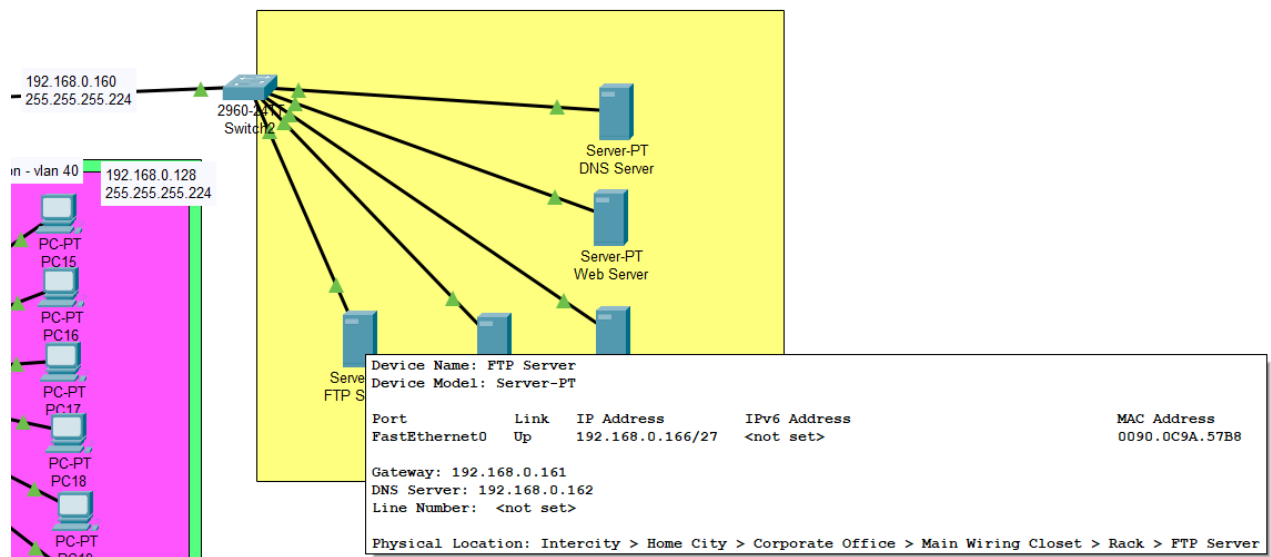 192.168.0.160
255.255.255.224
2960-24TT
Switch2
Server-PT
DNS Server
on - vlan 40
192.168.0.128
255.255.255.224
Server-PT
Web Server
PC-PT
PC15
PC-PT
PC16
PC-PT
PC17
PC-PT
PC18
PC-PT
Serve
FTP S
Device Name: FTP Server
Device Model: Server-PT
Port Link IP Address IPv6 Address MAC Address
FastEthernet0 Up 192.168.0.166/27 <not set> 0090.0C9A.57B8
Gateway: 192.168.0.161
DNS Server: 192.168.0.162
Line Number: <not set>
Physical Location: Intercity > Home City > Corporate Office > Main Wiring Closet > Rack > FTP Server